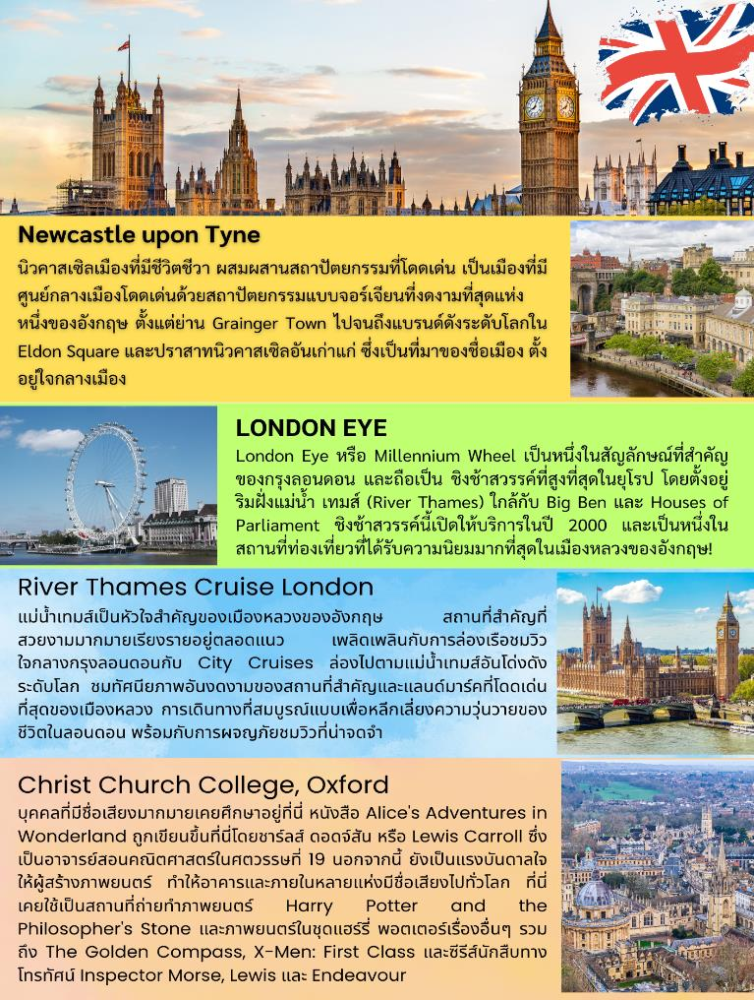 Newcastle upon Tyne
นิวคาสเซิลเมืองที่มีชีวิตชีวา ผสมผสานสถาปัตยกรรมที่โดดเด่น เป็นเมืองที่มี
ศูนย์กลางเมืองโดดเด่นด้วยสถาปัตยกรรมแบบจอร์เจียนที่งดงามที่สุดแห่ง
หนึ่งของอังกฤษ ตั้งแต่ย่าน Grainger Town ไปจนถึงแบรนด์ดังระดับโลกใน
Eldon Square และปราสาทนิวคาสเซิลอันเก่าแก่ ซึ่งเป็นที่มาของชื่อเมือง ตั้ง
อยู่ใจกลางเมือง
LONDON EYE
London Eye หรือ Millennium Wheel เป็นหนึ่งในสัญลักษณ์ที่สำคัญ
ของกรุงลอนดอน และถือเป็น ชิงช้าสวรรค์ที่สูงที่สุดในยุโรป โดยตั้งอยู่
ริมฝั่งแม่น้ำ เทมส์ (River Thames) ใกล้กับ Big Ben และ Houses of
Parliament ชิงช้าสวรรค์นี้เปิดให้บริการในปี 2000 และเป็นหนึ่งใน
สถานที่ท่องเที่ยวที่ได้รับความนิยมมากที่สุดในเมืองหลวงของอังกฤษ!
River Thames Cruise London
แม่น้ำเทมส์เป็นหัวใจสำคัญของเมืองหลวงของอังกฤษ สถานที่สำคัญที่
สวยงามมากมายเรียงรายอยู่ตลอดแนว เพลิดเพลินกับการล่องเรือชมวิว
ใจกลางกรุงลอนดอนกับ City Cruises ล่องไปตามแม่น้ำเทมส์อันโด่งดัง
ระดับโลก ชมทัศนียภาพอันงดงามของสถานที่สำคัญและแลนด์มาร์คที่โดดเด่น
ที่สุดของเมืองหลวง การเดินทางที่สมบูรณ์แบบเพื่อหลีกเลี่ยงความวุ่นวายของ
ชีวิตในลอนดอน พร้อมกับการผจญภัยชมวิวที่น่าจดจำ
Christ Church College, Oxford
บุคคลที่มีชื่อเสียงมากมายเคยศึกษาอยู่ที่นี่ หนังสือ Alice's Adventures in
Wonderland ถูกเขียนขึ้นที่นี่โดยชาร์ลส์ ดอดจ์สัน หรือ Lewis Carroll ซึ่ง
เป็นอาจารย์สอนคณิตศาสตร์ในศตวรรษที่ 19 นอกจากนี้ ยังเป็นแรงบันดาลใจ
ให้ผู้สร้างภาพยนตร์ ทำให้อาคารและภายในหลายแห่งมีชื่อเสียงไปทั่วโลก ที่นี่
เคยใช้เป็นสถานที่ถ่ายทำภาพยนตร์ Harry Potter and the
Philosopher's Stone และภาพยนตร์ในชุดแฮร์รี่ พอตเตอร์เรื่องอื่นๆ รวม
ถึง The Golden Compass, X-Men: First Class และซีรีส์นักสืบทาง
โทรทัศน์ Inspector Morse, Lewis และ Endeavour